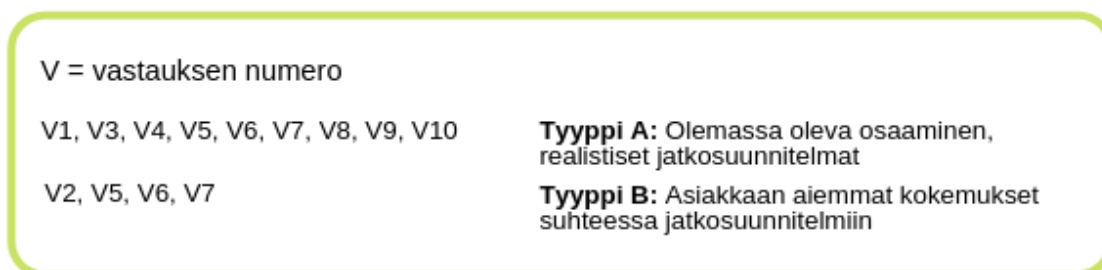 V = vastauksen numero
V1, V3, V4, V5, V6, V7, V8, V9, V10
Tyyppi A: Olemassa oleva osaaminen,
realistiset jatkosuunnitelmat
V2, V5, V6, V7
Tyyppi B: Asiakkaan aiemmat kokemukset
suhteessa jatkosuunnitelmiin